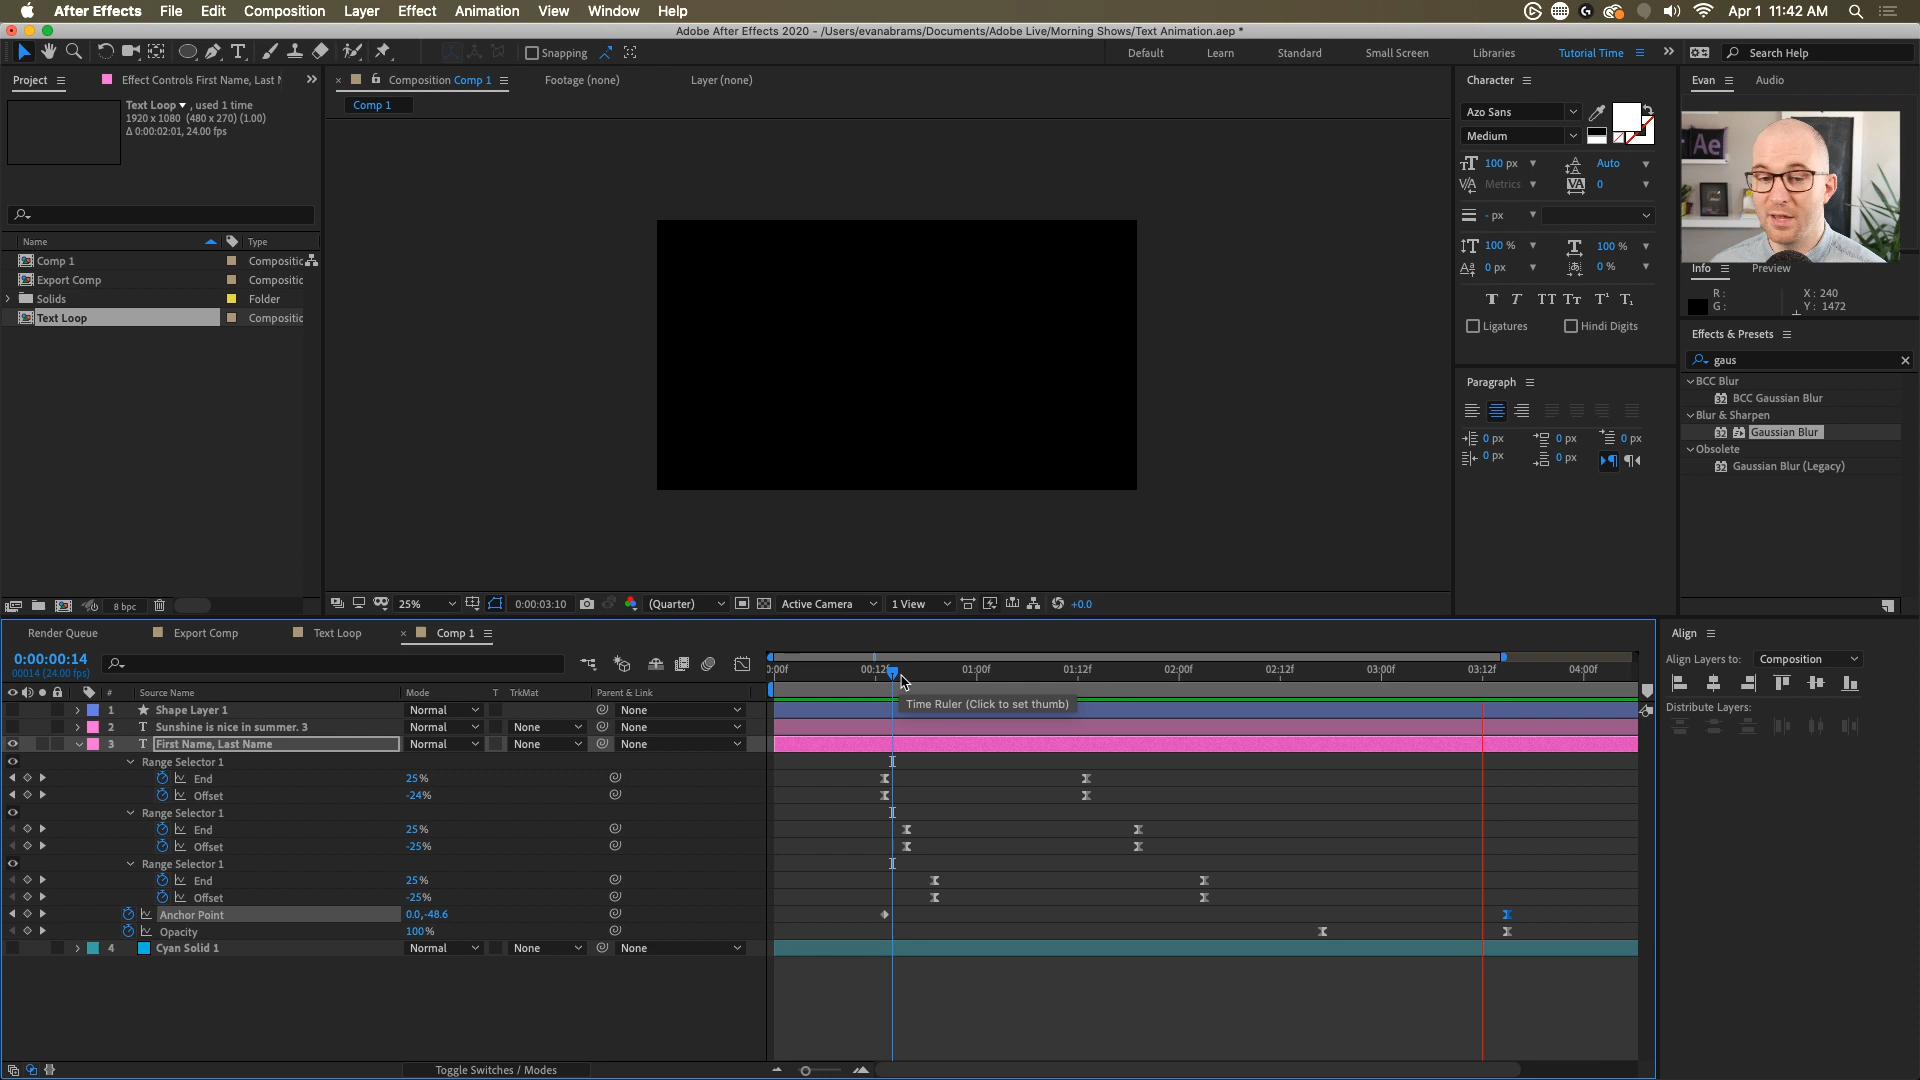 After Effects File Edit Composition Layer Effect Animation View Window Help Apr 1 11:42 AM
Adobe After Effects 2020 - /Users/evanabrams/Documents/Adobe Live/Morning Shows/Text Animation.aep *
Snapping Default Learn Standard Small Screen Libraries Tutorial Time Search Help
Project Effect Controls First Name, Last N Composition Comp 1 Footage (none) Layer (none) Character Evan Audio
Text Loop , used 1 time
1920 x 1080 (480 x 270) (1.00)
Δ 0:00:02:01, 24.00 fps
Comp 1
Azo Sans
Medium
100 px Auto
Metrics 0
- px
100 % 100 %
0 px 0 %
Ligatures Hindi Digits
Ae
Info Preview
R: X: 240
G: Y: 1472
Name Type
Comp 1 Compositio
Export Comp Compositio
Solids Folder
Text Loop Compositio
Effects & Presets
gaus
BCC Blur
32 BCC Gaussian Blur
Blur & Sharpen
32 Gaussian Blur
Obsolete
32 Gaussian Blur (Legacy)
Paragraph
0 px 0 px 0 px
0 px 0 px
8 bpc 25% 0:00:03:10 (Quarter) Active Camera 1 View +0.0
Render Queue Export Comp Text Loop Comp 1
0:00:00:14
00014 (24.00 fps)
):00f 00:12f 01:00f 01:12f 02:00f 02:12f 03:00f 03:12f 04:00f
# Source Name Mode T TrkMat Parent & Link
1 Shape Layer 1 Normal None
Time Ruler (Click to set thumb)
2 T Sunshine is nice in summer. 3 Normal None None
3 T First Name, Last Name Normal None None
Range Selector 1
End 25%
Offset -24%
Range Selector 1
End 25%
Offset -25%
Range Selector 1
End 25%
Offset -25%
Anchor Point 0.0,-48.6
Opacity 100%
4 Cyan Solid 1 Normal None None
Toggle Switches / Modes
Align
Align Layers to: Composition
Distribute Layers: